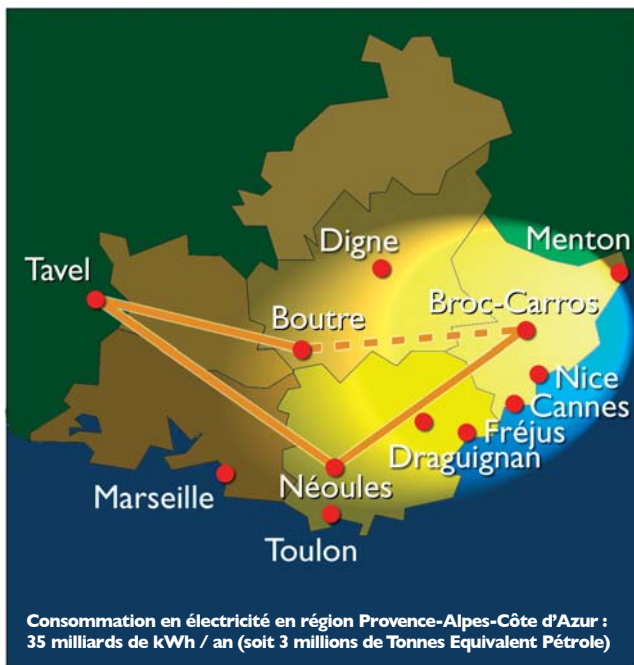 Digne
Menton
Tavel
Broc-Carros
Boutre
Nice
Cannes
Fréjus
Draguignan
Marseille
Néoules
Toulon
Consommation en électricité en région Provence-Alpes-Côte d'Azur :
35 milliards de kWh / an (soit 3 millions de Tonnes Equivalent Pétrole)